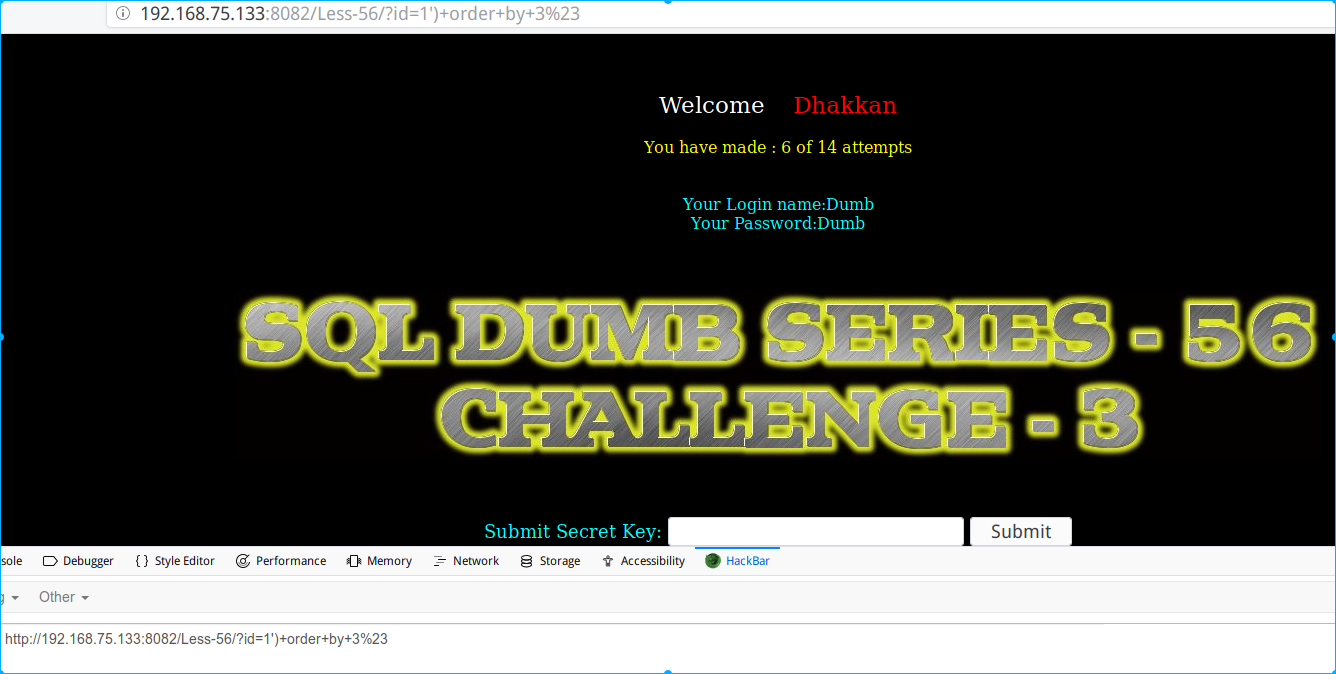 192.168.75.133:8082/Less-56/?id=1')+order+by+3%23
Welcome Dhakkan
You have made : 6 of 14 attempts
Your Login name:Dumb
Your Password:Dumb
SQL DUMB SERIES - 56
CHALLENGE - 3
Submit Secret Key: Submit
sole Debugger { } Style Editor Performance Memory Network Storage Accessibility HackBar
g Other
http://192.168.75.133:8082/Less-56/?id=1')+order+by+3%23